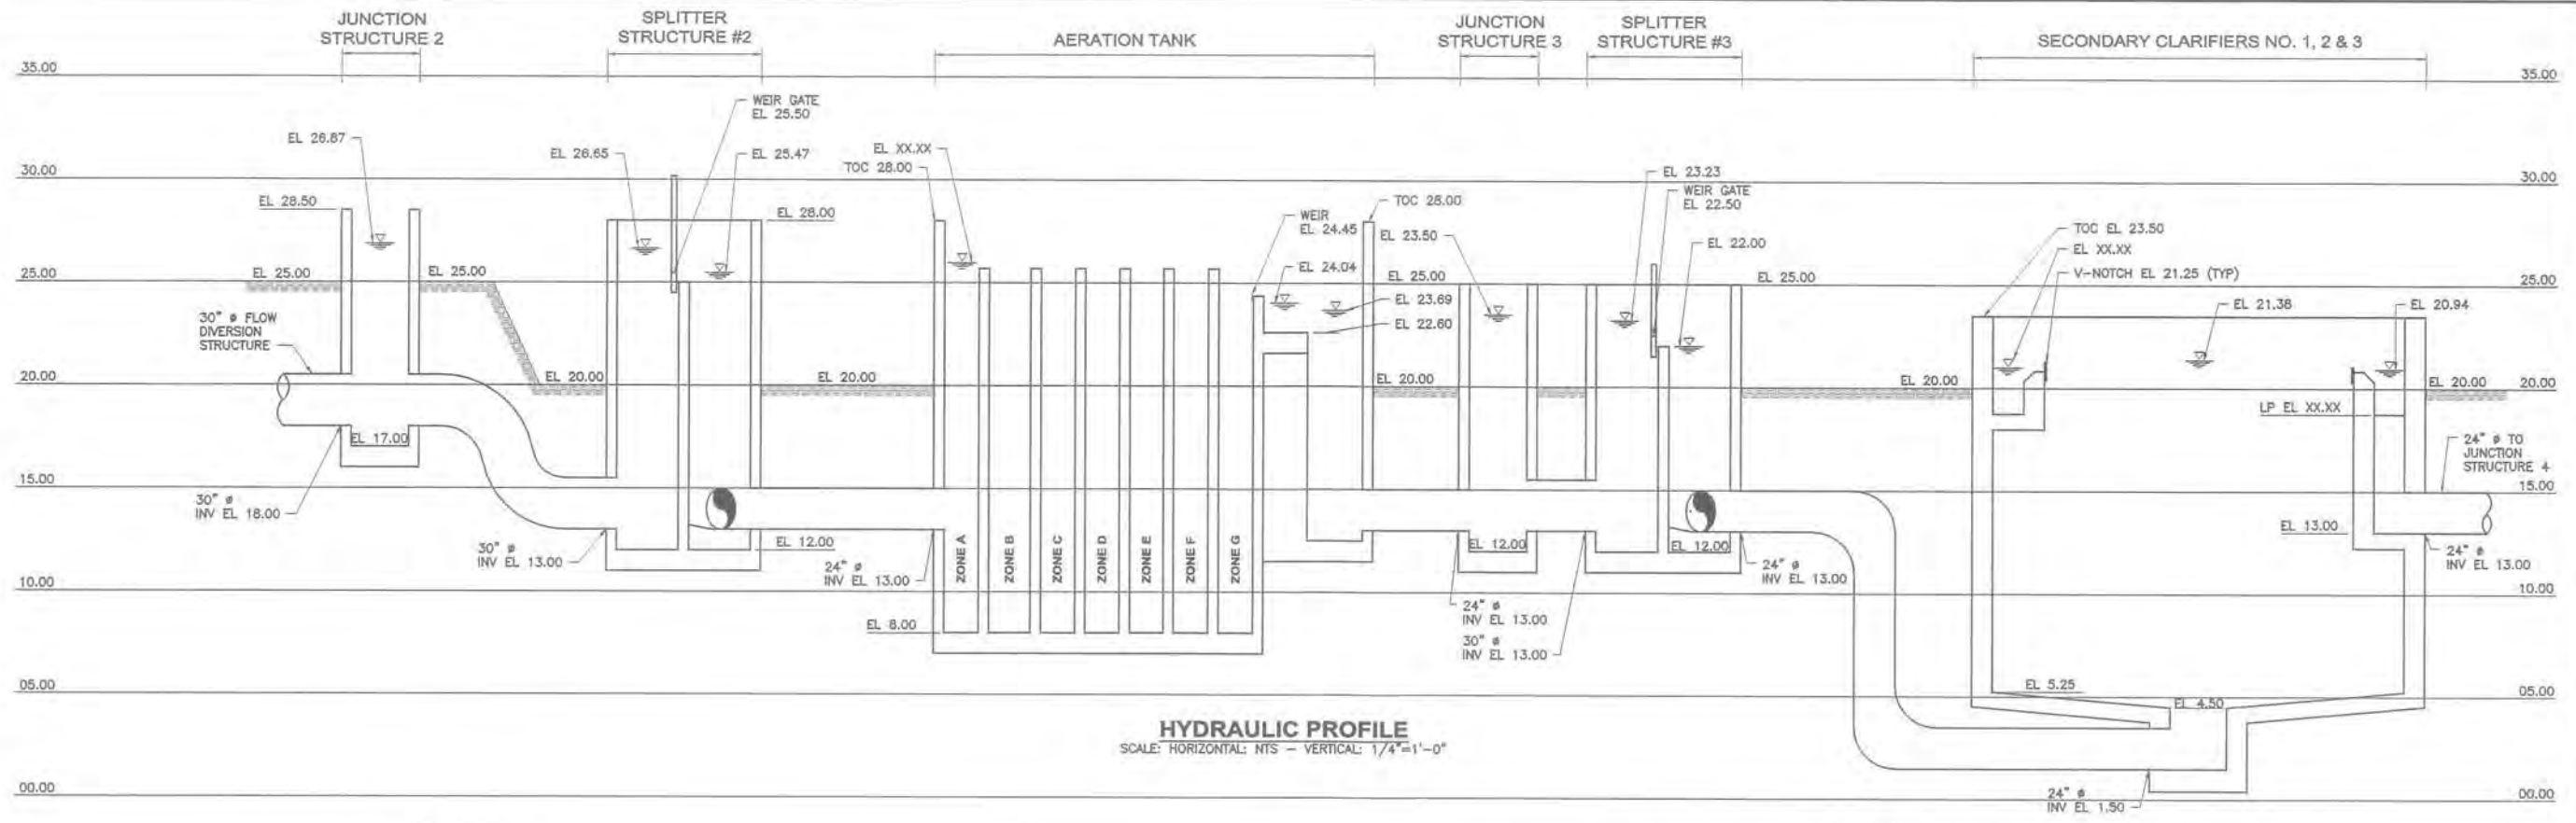 JUNCTION
STRUCTURE 2
SPLITTER
STRUCTURE #2
AERATION TANK
JUNCTION
STRUCTURE 3
SPLITTER
STRUCTURE #3
SECONDARY CLARIFIERS NO. 1, 2 & 3
35.00
35.00
WEIR GATE
EL 25.50
EL 26.87
EL 26.65
EL 25.47
EL XX.XX
TOC 28.00
30.00
30.00
EL 23.23
WEIR GATE
EL 22.50
EL 28.50
EL 28.00
WEIR
EL 24.45
TOC 28.00
EL 23.50
EL 22.00
TOC EL 23.50
EL XX.XX
V-NOTCH EL 21.25 (TYP)
25.00
EL 25.00
EL 25.00
EL 24.04
EL 25.00
EL 25.00
25.00
EL 23.69
EL 22.60
EL 21.38
EL 20.94
30" ø FLOW
DIVERSION
STRUCTURE
20.00
EL 20.00
EL 20.00
EL 20.00
EL 20.00
EL 20.00
20.00
LP EL XX.XX
EL 17.00
24" ø TO
JUNCTION
STRUCTURE 4
15.00
15.00
30" ø
INV EL 18.00
30" ø
INV EL 13.00
EL 12.00
24" ø
INV EL 13.00
ZONE A
ZONE B
ZONE C
ZONE D
ZONE E
ZONE F
ZONE G
EL 12.00
EL 12.00
24" ø
INV EL 13.00
EL 13.00
24" ø
INV EL 13.00
10.00
10.00
24" ø
INV EL 13.00
30" ø
INV EL 13.00
EL 8.00
05.00
EL 5.25
EL 4.50
05.00
HYDRAULIC PROFILE
SCALE: HORIZONTAL: NTS - VERTICAL: 1/4"=1'-0"
00.00
24" ø
INV EL 1.50
00.00